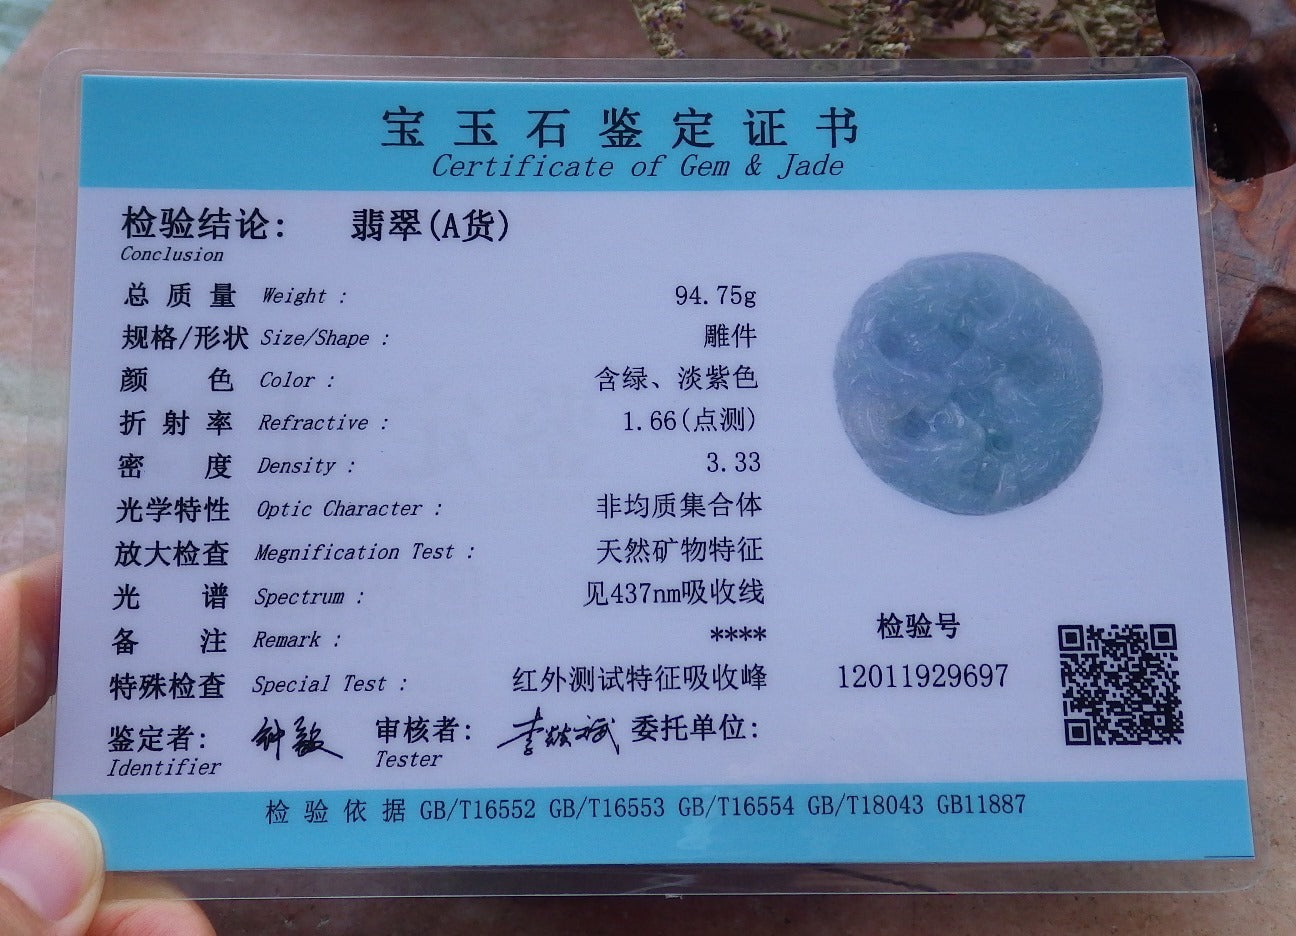 宝玉石鉴定证书
Certificate of Gem & Jade
检验结论: 翡翠(A货)
Conclusion
总质量 Weight : 94.75g
规格/形状 Size/Shape : 雕件
颜色 Color : 含绿、淡紫色
折射率 Refractive : 1.66(点测)
密度 Density : 3.33
光学特性 Optic Character : 非均质集合体
放大检查 Megnification Test : 天然矿物特征
光谱 Spectrum : 见437nm吸收线
备注 Remark : ****
特殊检查 Special Test : 红外测试特征吸收峰
检验号
12011929697
鉴定者: 审核者: 委托单位:
Identifier Tester
检验依据 GB/T16552 GB/T16553 GB/T16554 GB/T18043 GB11887